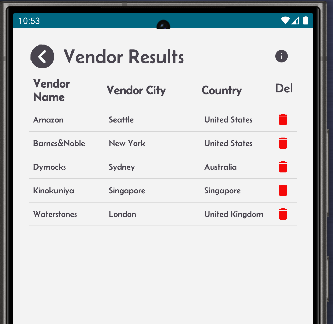 10:53
Vendor Results
Vendor Name Vendor City Country Del
Amazon Seattle United States
Barnes&Noble New York United States
Dymocks Sydney Australia
Kinokuniya Singapore Singapore
Waterstones London United Kingdom